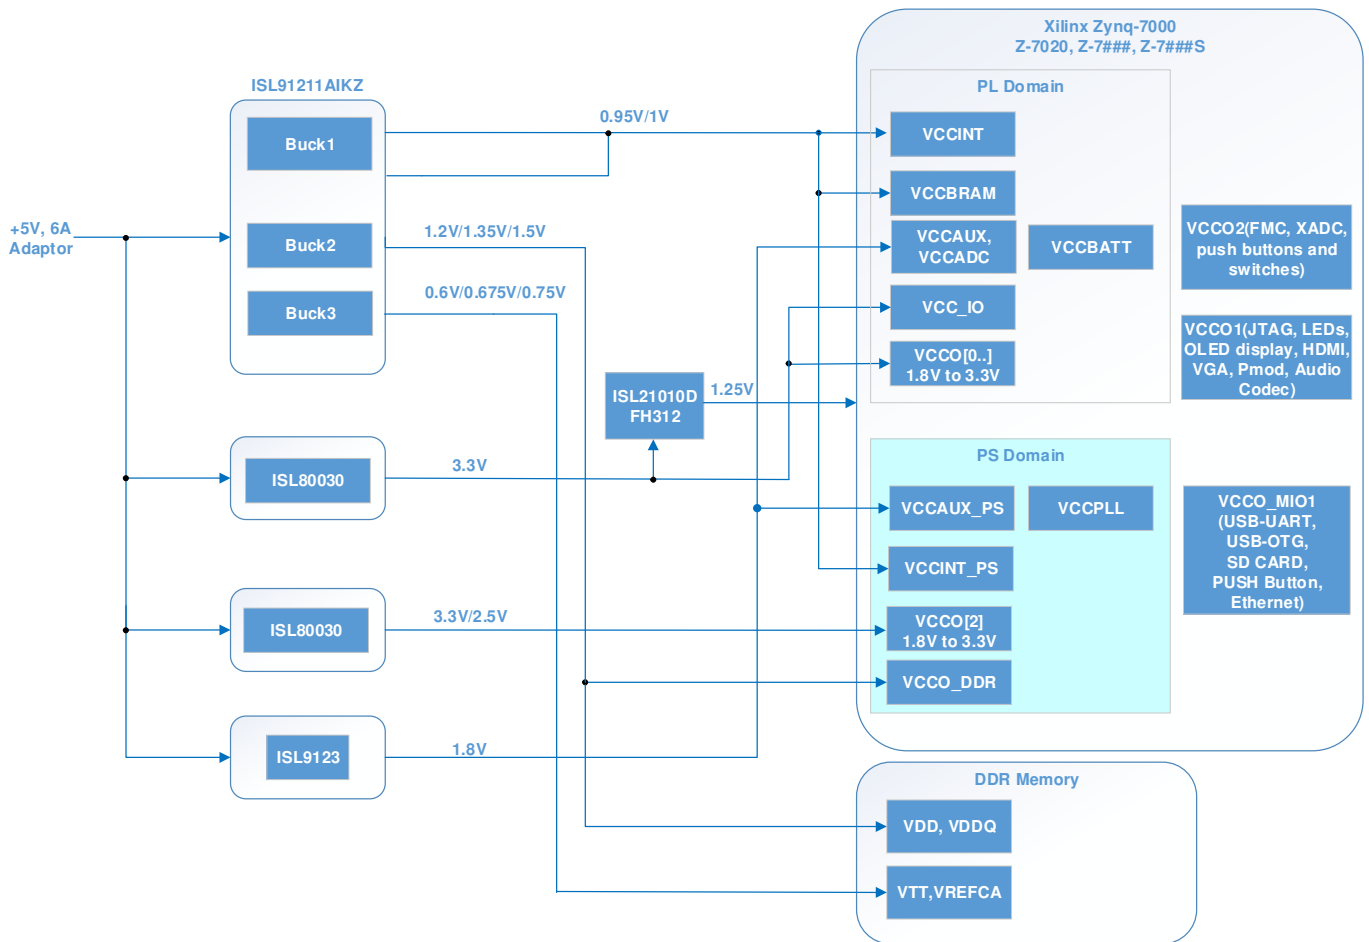 Xilinx Zynq-7000
Z-7020, Z-7###, Z-7###S
ISL91211AIKZ
PL Domain
0.95V/1V
Buck1
VCCINT
VCCBRAM
+5V, 6A
Adaptor
Buck2
1.2V/1.35V/1.5V
VCCAUX,
VCCADC
VCCBATT
VCCO2(FMC, XADC,
push buttons and
switches)
Buck3
0.6V/0.675V/0.75V
VCC_IO
VCCO[0..]
1.8V to 3.3V
VCCO1(JTAG, LEDs,
OLED display, HDMI,
VGA, Pmod, Audio
Codec)
ISL21010D
FH312
1.25V
PS Domain
ISL80030
3.3V
VCCAUX_PS
VCCPLL
VCCO_MIO1
(USB-UART,
USB-OTG,
SD CARD,
PUSH Button,
Ethernet)
VCCINT_PS
ISL80030
3.3V/2.5V
VCCO[2]
1.8V to 3.3V
VCCO_DDR
ISL9123
1.8V
DDR Memory
VDD, VDDQ
VTT,VREFCA